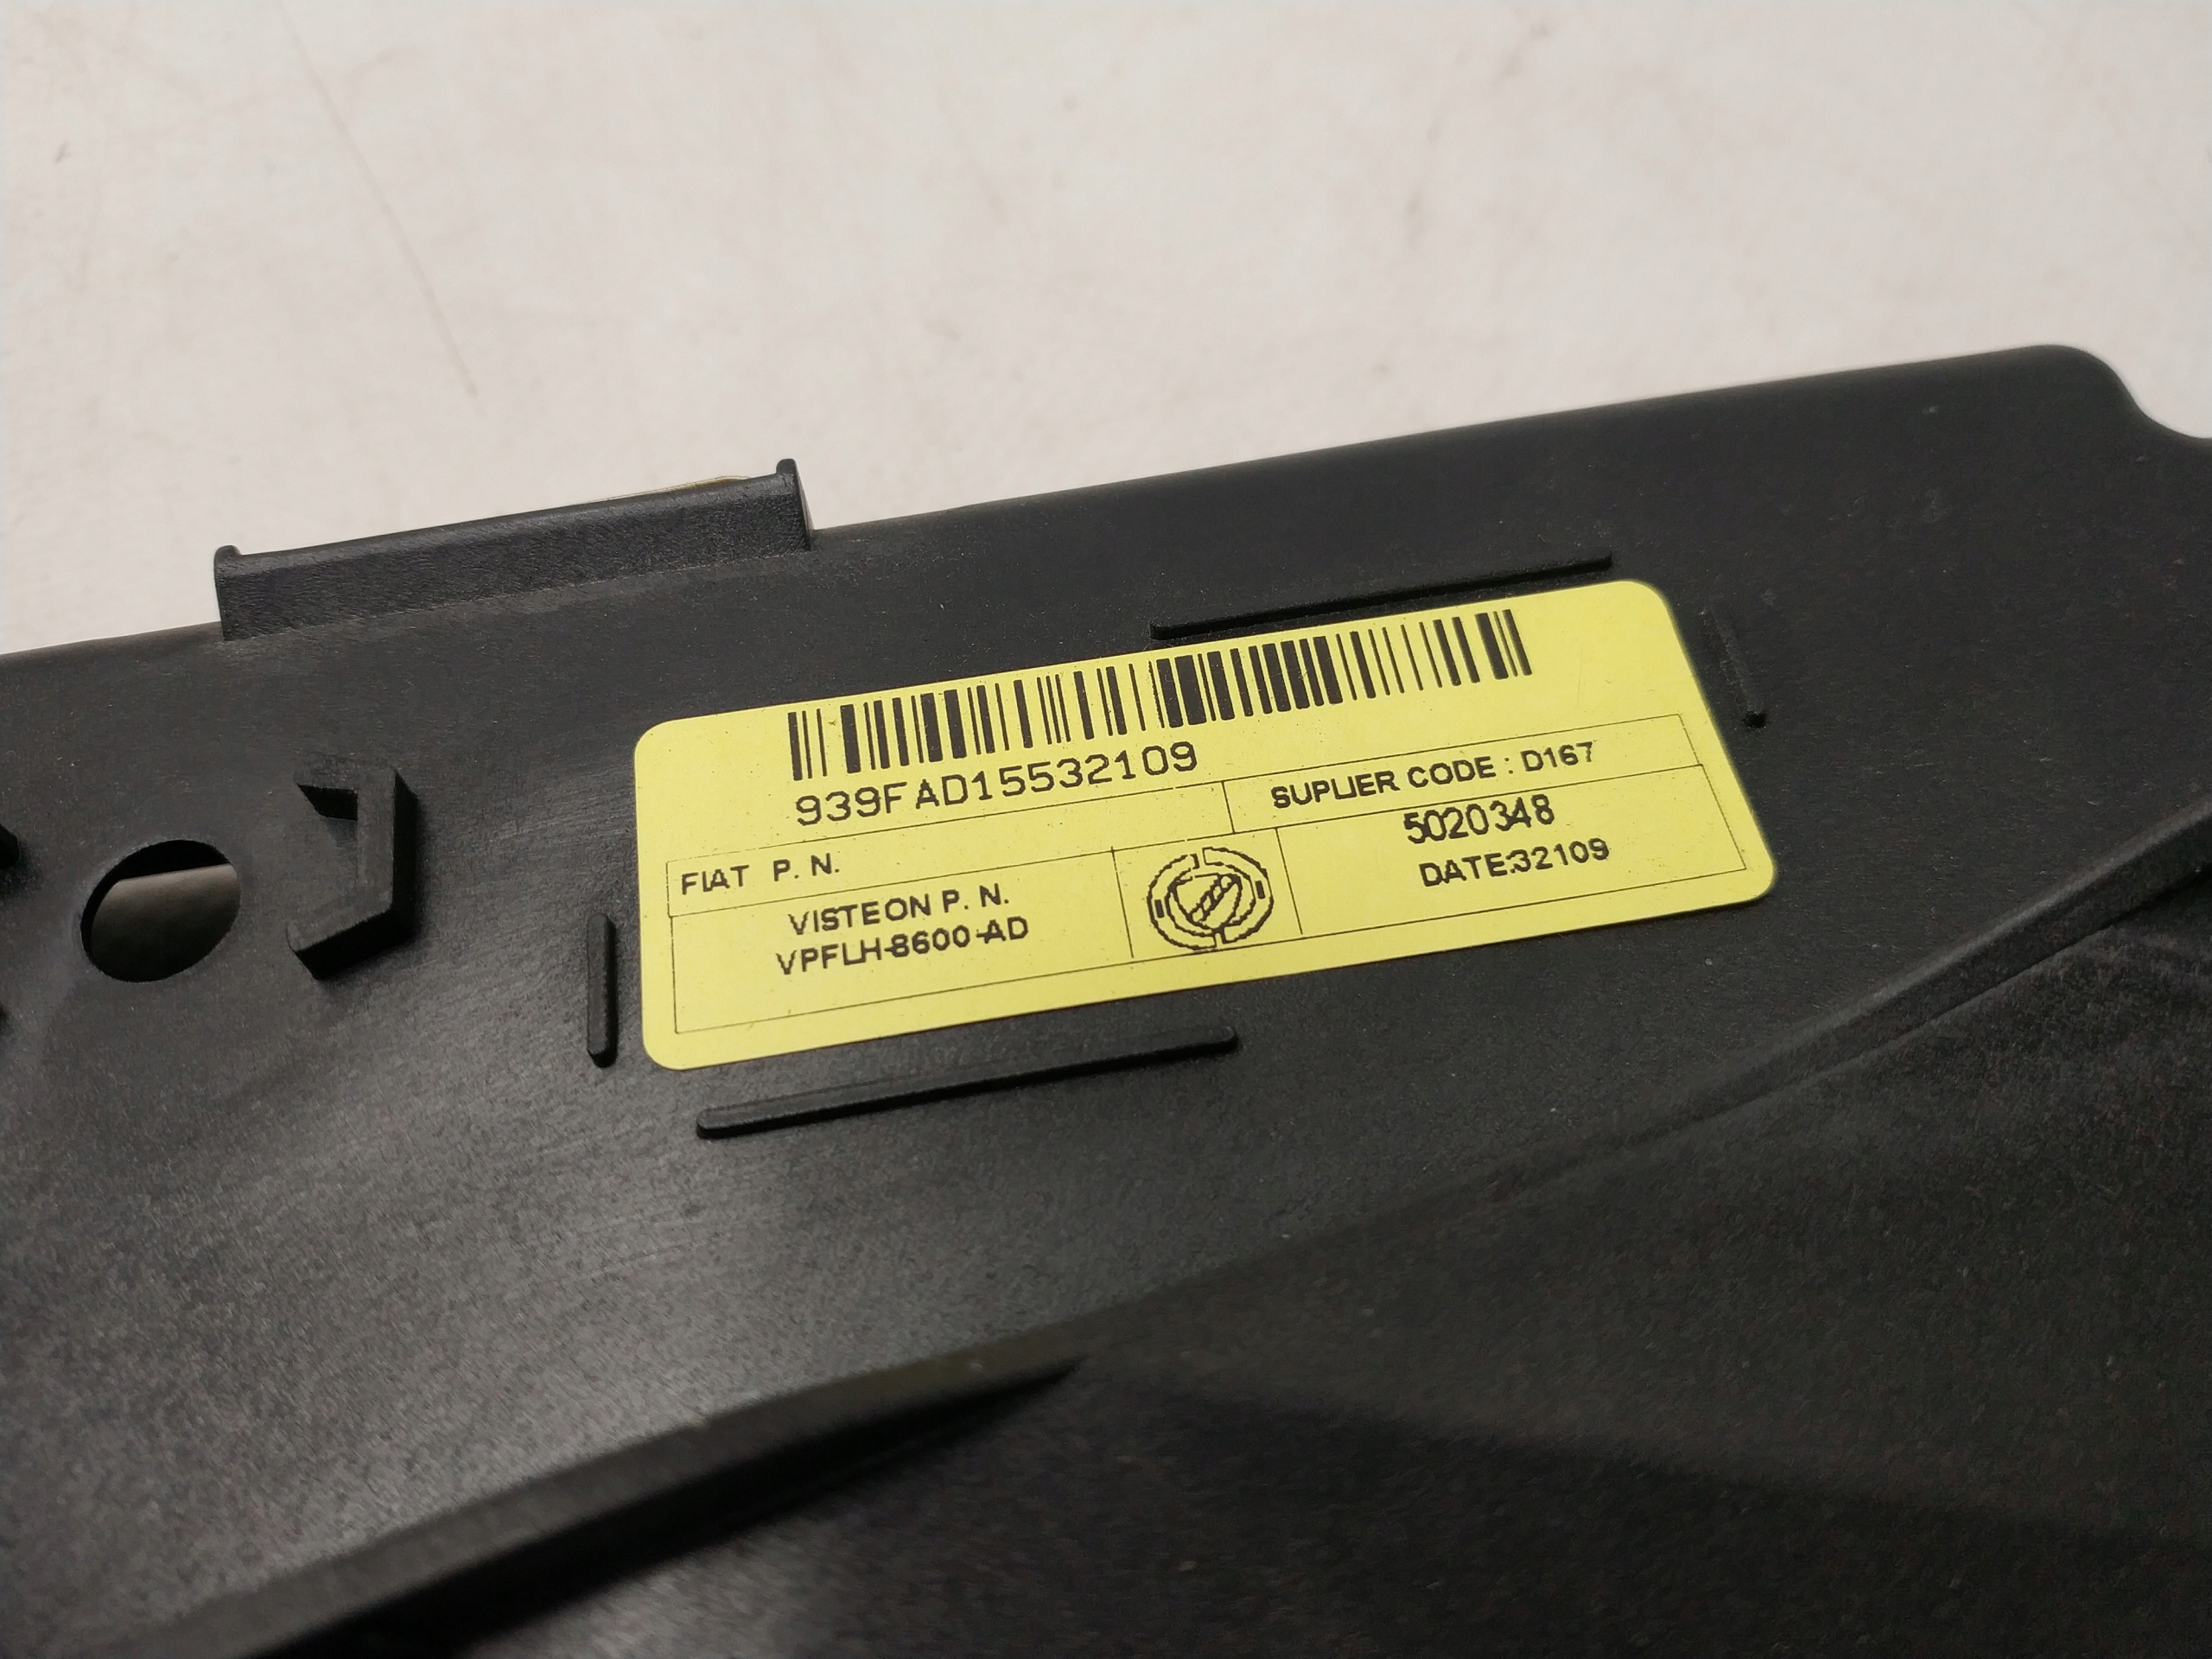 939FAD15532109
SUPLIER CODE : D167
FIAT P. N.
5020348
VISTEON P. N.
DATE:32109
VPFLH-8600-AD